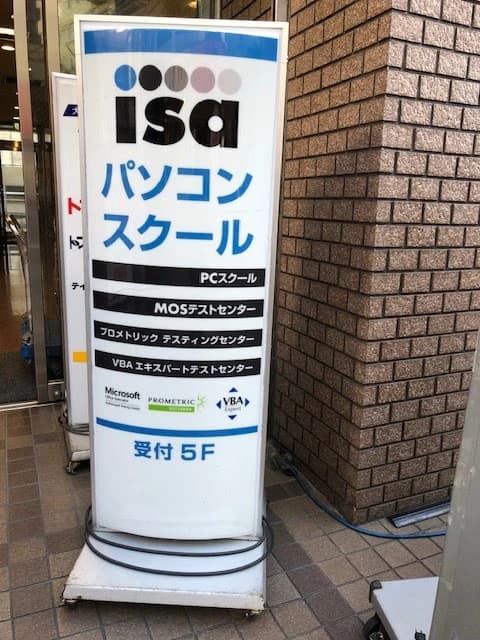 isa
パソコン
スクール
PCスクール
MOSテストセンター
プロメトリック テスティングセンター
VBA エキスパートテストセンター
Microsoft
PROMETRIC
VBA
Expert
受付 5F